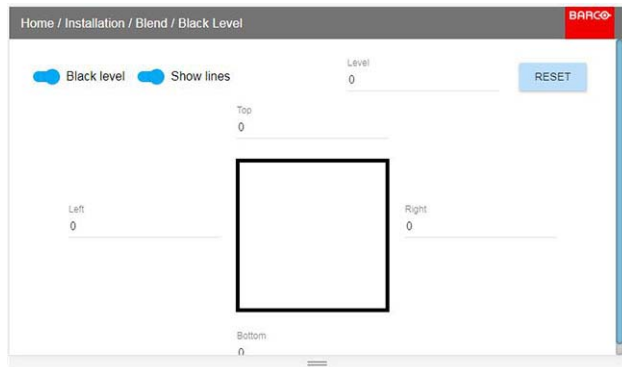 Home / Installation / Blend / Black Level
BARCO
Black level
Show lines
Level
0
RESET
Top
0
Left
0
Right
0
Bottom
0